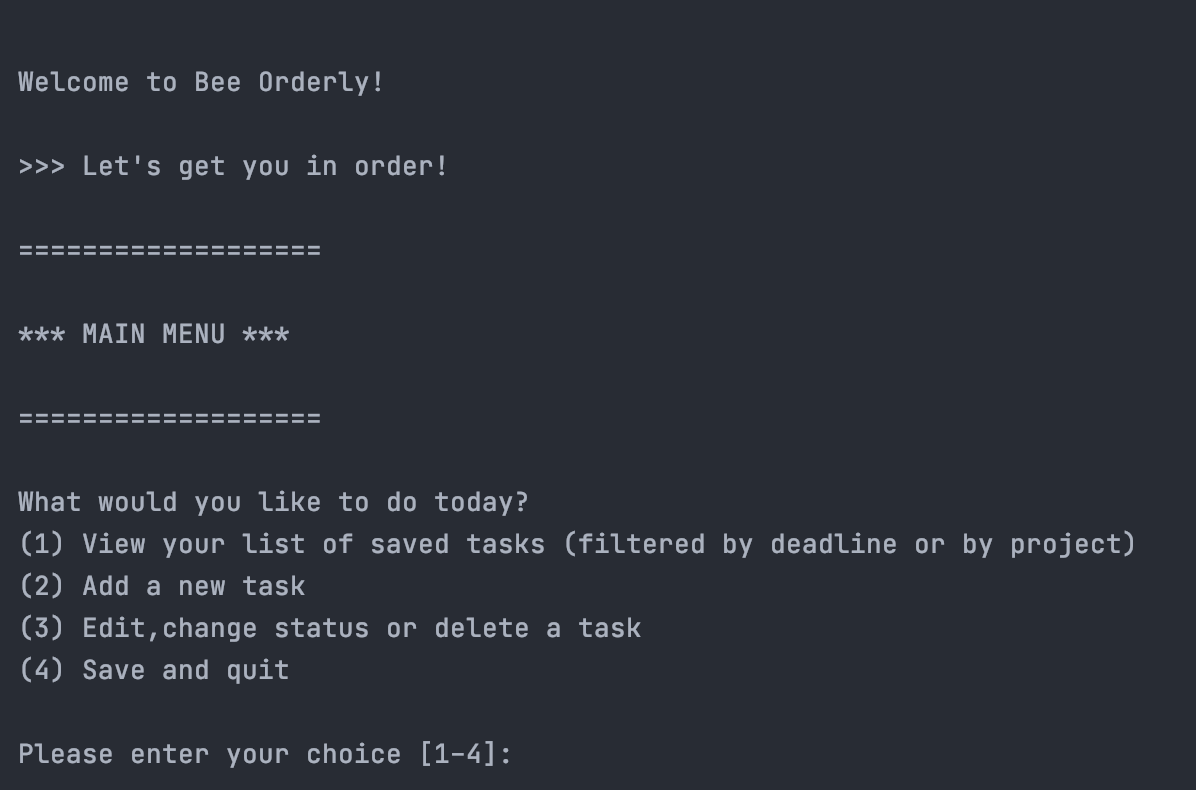 Welcome to Bee Orderly!
>>> Let's get you in order!
===================
*** MAIN MENU ***
===================
What would you like to do today?
(1) View your list of saved tasks (filtered by deadline or by project)
(2) Add a new task
(3) Edit,change status or delete a task
(4) Save and quit
Please enter your choice [1-4]: